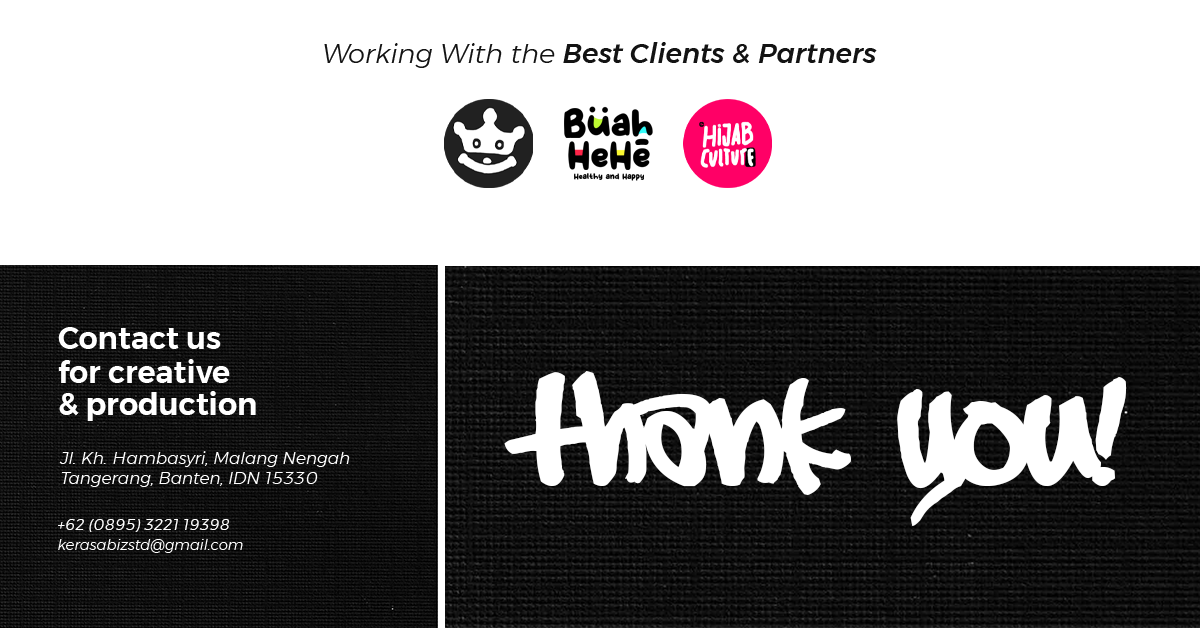 Working With the Best Clients & Partners
Büah
HeHē
Healthy and Happy
HiJAB
CULTURE
Contact us
for creative
& production
Jl. Kh. Hambasyri, Malang Nengah
Tangerang, Banten, IDN 15330
+62 (0895) 3221 19398
kerasabizstd@gmail.com
thank you!